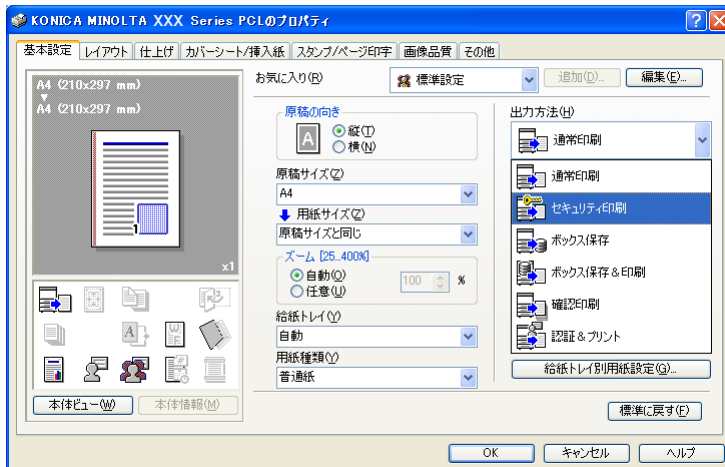 KONICA MINOLTA XXX Series PCLのプロパティ
基本設定 レイアウト 仕上げ カバーシート/挿入紙 スタンプ/ページ印字 画像品質 その他
A4 (210x297 mm)
A4 (210x297 mm)
1
x1
本体ビュー(W) 本体情報(M)
お気に入り(R) 標準設定 追加(D)... 編集(E)...
原稿の向き
A
縦(T)
横(N)
原稿サイズ(Z)
A4
用紙サイズ(Z)
原稿サイズと同じ
ズーム [25..400%]
自動(O)
任意(U)
100 %
給紙トレイ(Y)
自動
用紙種類(Y)
普通紙
出力方法(H)
通常印刷
通常印刷
セキュリティ印刷
ボックス保存
ボックス保存&印刷
確認印刷
認証&プリント
給紙トレイ別用紙設定(G)...
標準に戻す(F)
OK キャンセル ヘルプ